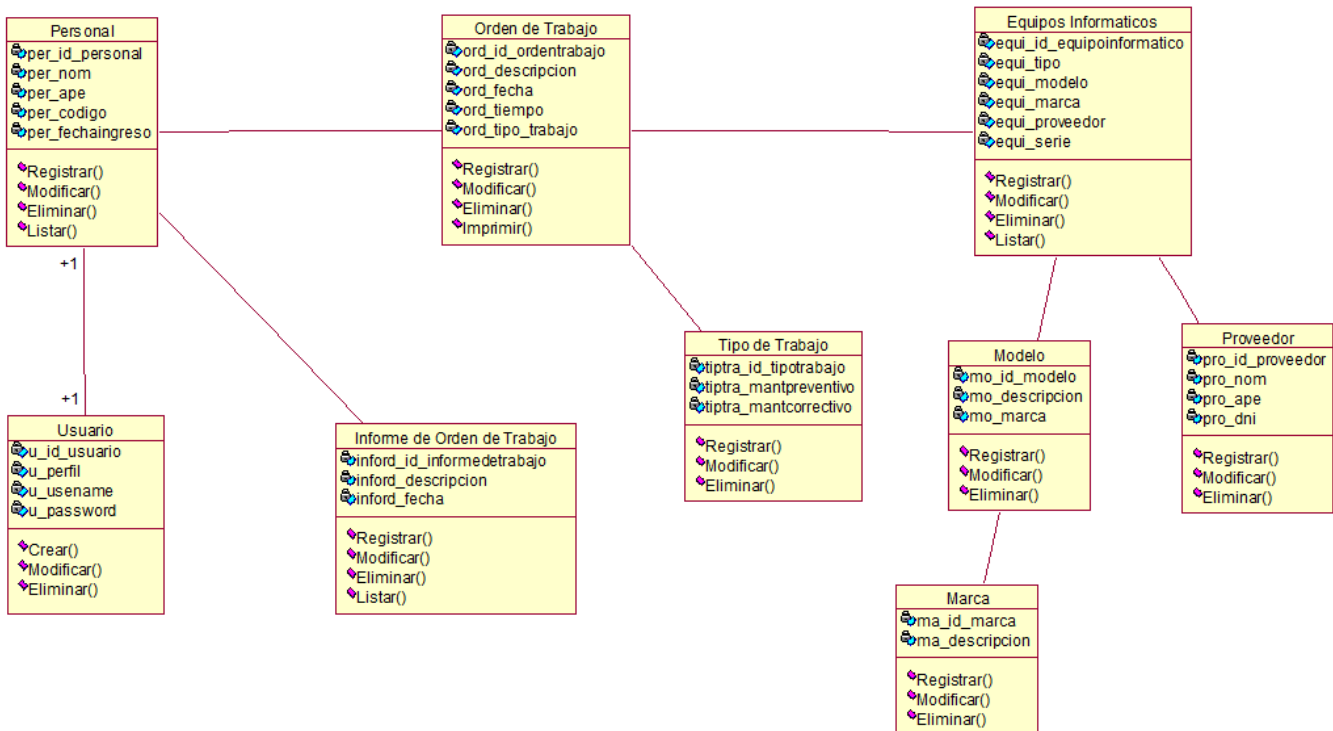 Personal
per_id_personal
per_nom
per_ape
per_codigo
per_fechaingreso
Registrar()
Modificar()
Eliminar()
Listar()
Orden de Trabajo
ord_id_ordentrabajo
ord_descripcion
ord_fecha
ord_tiempo
ord_tipo_trabajo
Registrar()
Modificar()
Eliminar()
Imprimir()
Equipos Informaticos
equi_id_equipoinformatico
equi_tipo
equi_modelo
equi_marca
equi_proveedor
equi_serie
Registrar()
Modificar()
Eliminar()
Listar()
+1
+1
Usuario
u_id_usuario
u_perfil
u_usename
u_password
Crear()
Modificar()
Eliminar()
Informe de Orden de Trabajo
inford_id_informedetrabajo
inford_descripcion
inford_fecha
Registrar()
Modificar()
Eliminar()
Listar()
Tipo de Trabajo
tiptra_id_tipotrabajo
tiptra_mantpreventivo
tiptra_mantcorrectivo
Registrar()
Modificar()
Eliminar()
Modelo
mo_id_modelo
mo_descripcion
mo_marca
Registrar()
Modificar()
Eliminar()
Proveedor
pro_id_proveedor
pro_nom
pro_ape
pro_dni
Registrar()
Modificar()
Eliminar()
Marca
ma_id_marca
ma_descripcion
Registrar()
Modificar()
Eliminar()